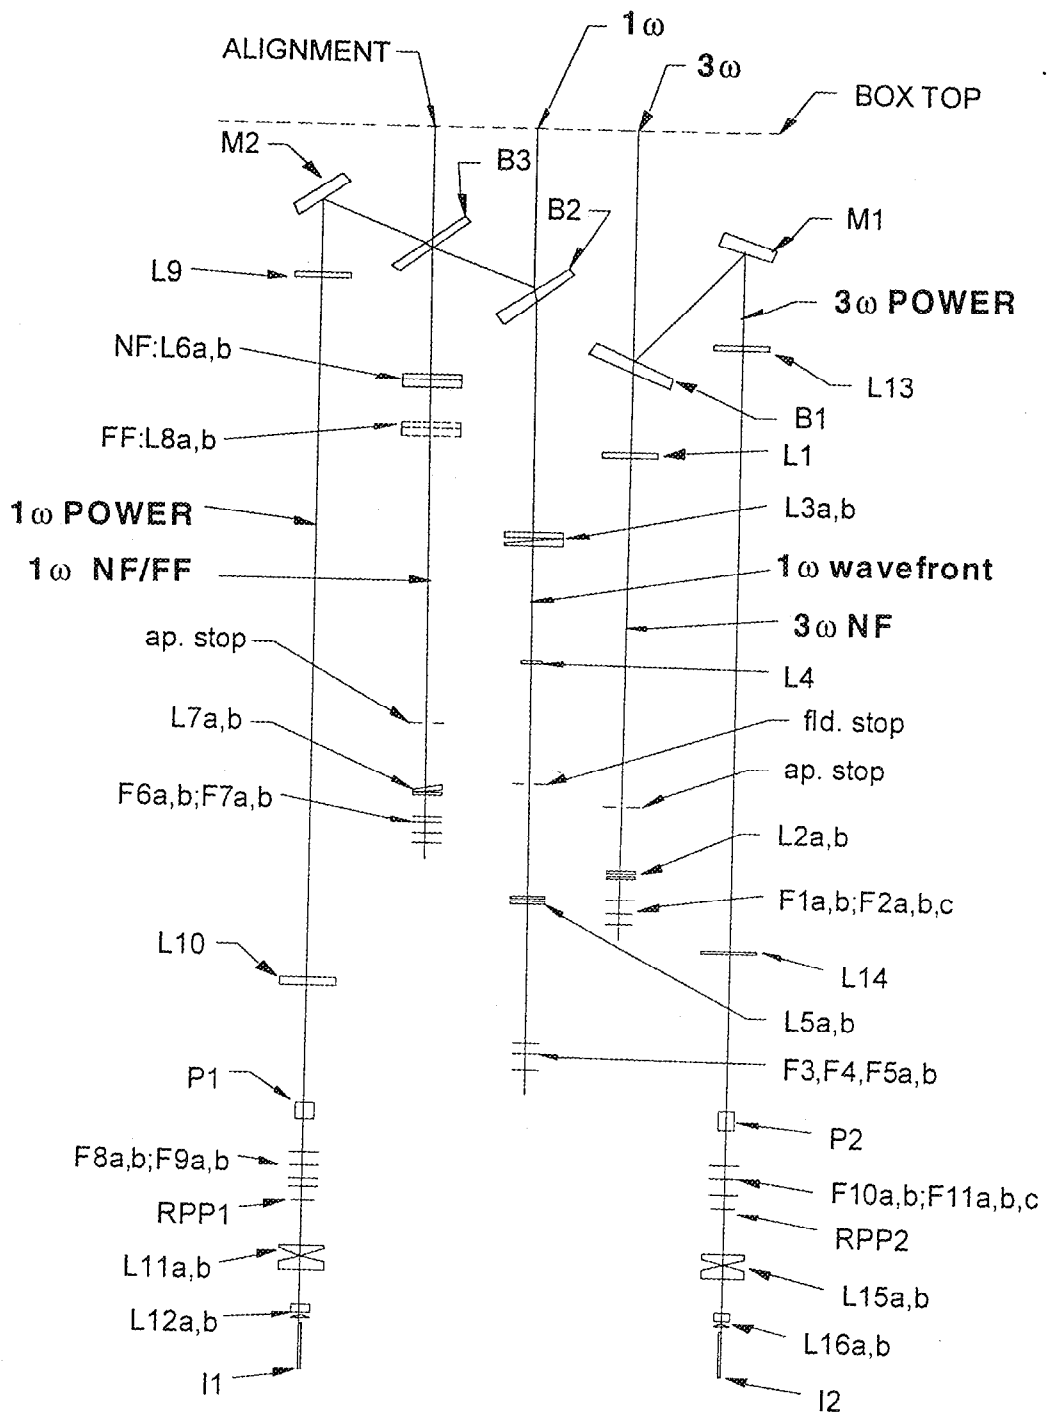 1ω
ALIGNMENT
3ω
BOX TOP
M2
B3
B2
M1
L9
3ω POWER
NF:L6a,b
L13
B1
FF:L8a,b
L1
1ω POWER
L3a,b
1ω NF/FF
1ω wavefront
3ω NF
ap. stop
L4
L7a,b
fld. stop
ap. stop
F6a,b;F7a,b
L2a,b
F1a,b;F2a,b,c
L10
L14
L5a,b
F3,F4,F5a,b
P1
P2
F8a,b;F9a,b
F10a,b;F11a,b,c
RPP1
RPP2
L11a,b
L15a,b
L12a,b
L16a,b
I1
I2